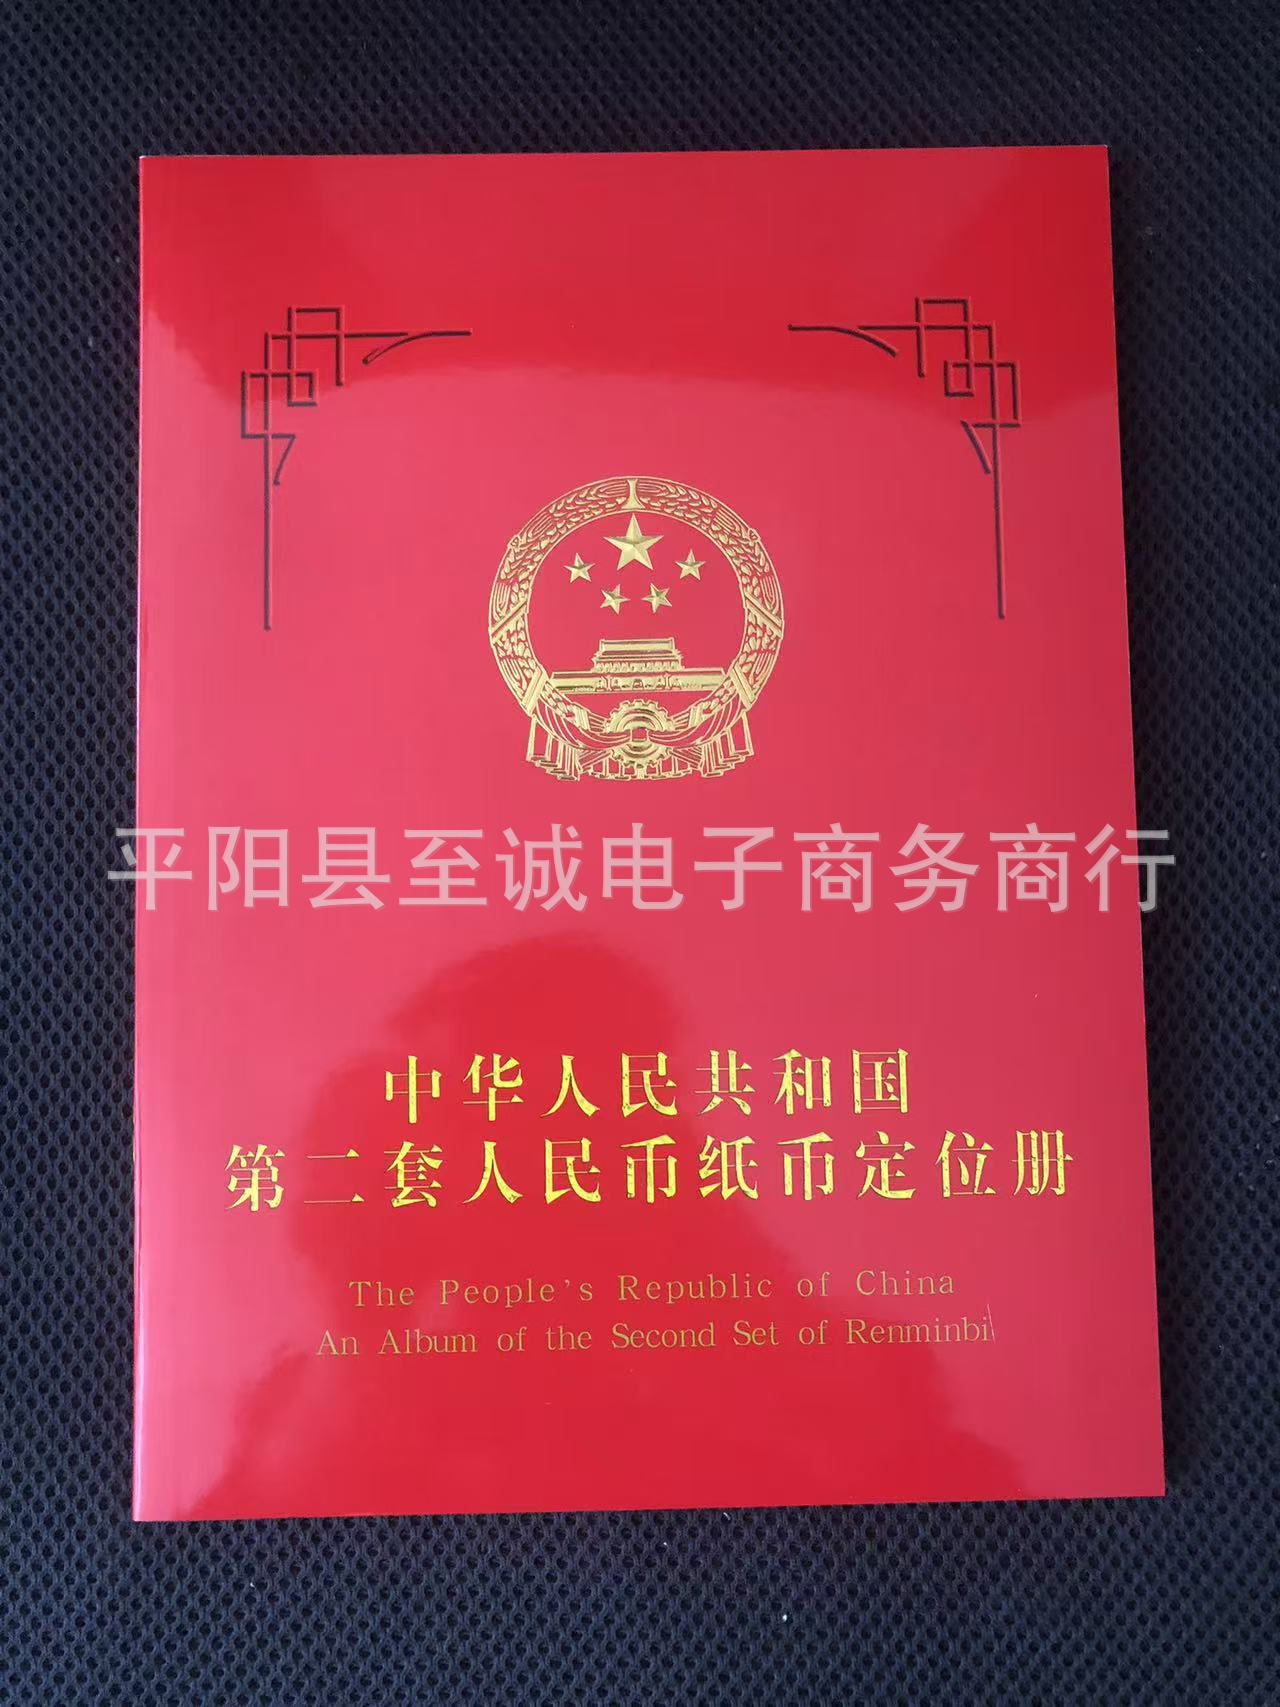 平阳县至诚电子商务商行
中华人民共和国
第二套人民币纸币定位册
The People's Republic of China
An Album of the Second Set of Renminbi